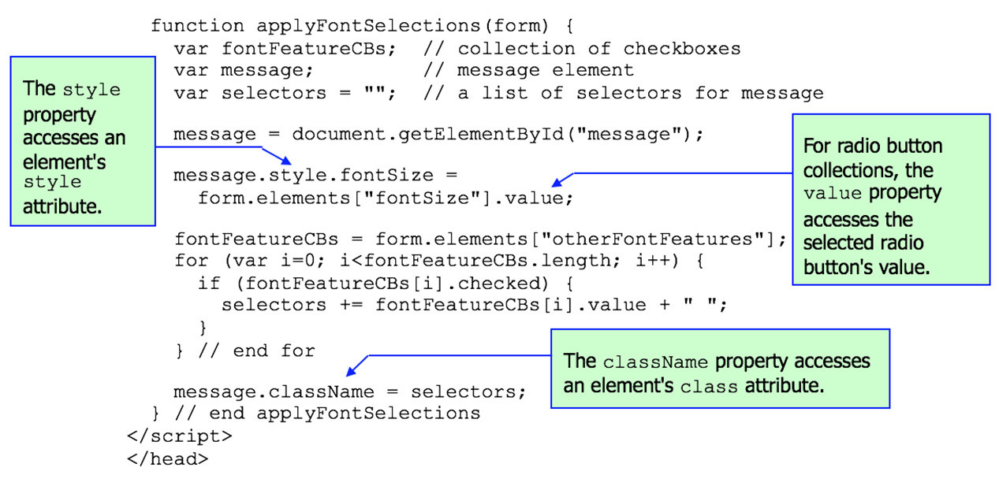 function applyFontSelections(form) {
var fontFeatureCBs;  // collection of checkboxes
var message;         // message element
var selectors = "";  // a list of selectors for message
message = document.getElementById("message");
message.style.fontSize =
form.elements["fontSize"].value;
fontFeatureCBs = form.elements["otherFontFeatures"];
for (var i=0; i<fontFeatureCBs.length; i++) {
if (fontFeatureCBs[i].checked) {
selectors += fontFeatureCBs[i].value + " ";
}
} // end for
message.className = selectors;
} // end applyFontSelections
</script>
</head>
The style
property
accesses an
element's
style
attribute.
For radio button
collections, the
value property
accesses the
selected radio
button's value.
The className property accesses
an element's class attribute.